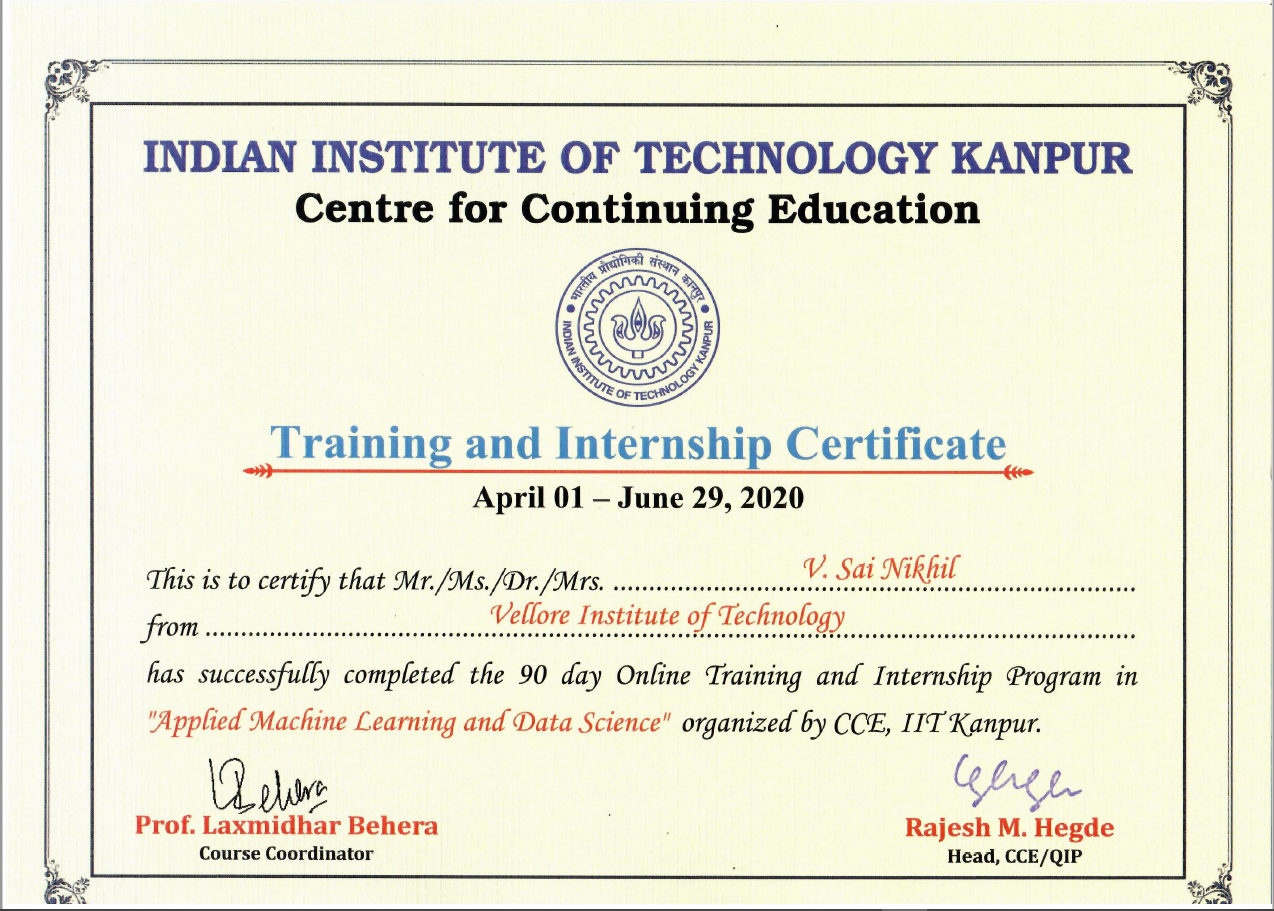 INDIAN INSTITUTE OF TECHNOLOGY KANPUR
Centre for Continuing Education
भारतीय प्रौद्योगिकी संस्थान कानपुर
INDIAN INSTITUTE OF TECHNOLOGY KANPUR
Training and Internship Certificate
April 01 – June 29, 2020
This is to certify that Mr./Ms./Dr./Mrs. V. Sai Nikhil
from Vellore Institute of Technology
has successfully completed the 90 day Online Training and Internship Program in
"Applied Machine Learning and Data Science" organized by CCE, IIT Kanpur.
Behera
Prof. Laxmidhar Behera
Course Coordinator
Rajesh M. Hegde
Head, CCE/QIP